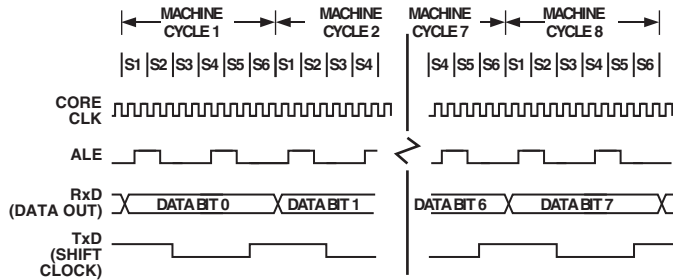 MACHINE CYCLE 1
MACHINE CYCLE 2
MACHINE CYCLE 7
MACHINE CYCLE 8
S1 S2 S3 S4 S5 S6 S1 S2 S3 S4
S4 S5 S6 S1 S2 S3 S4 S5 S6
CORE CLK
ALE
RxD (DATA OUT)
DATA BIT 0
DATA BIT 1
DATA BIT 6
DATA BIT 7
TxD (SHIFT CLOCK)